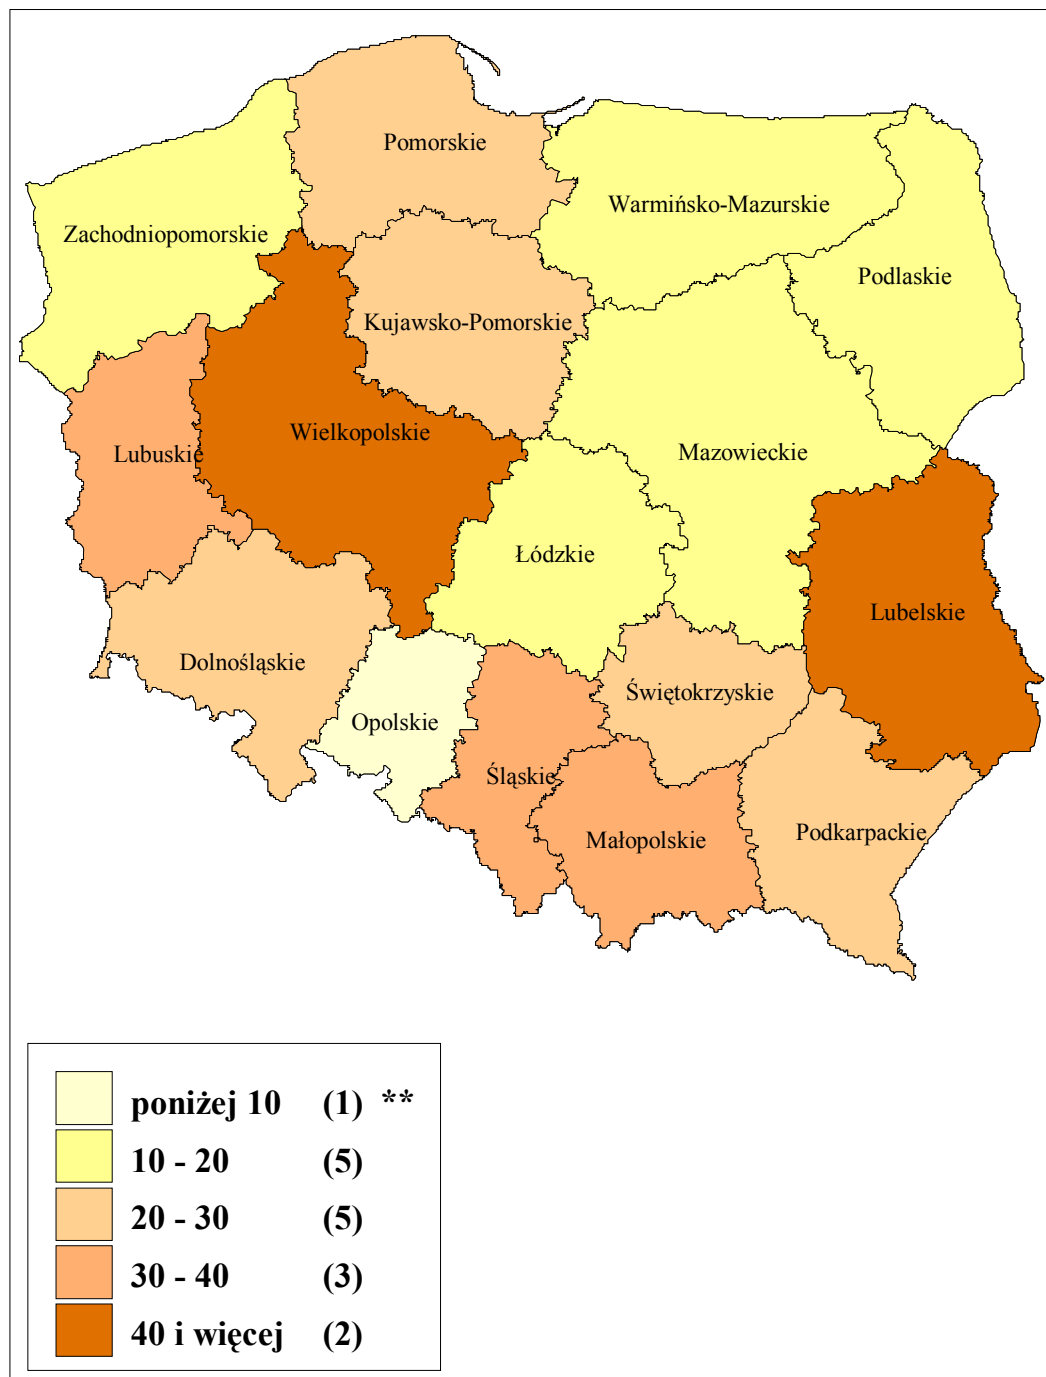 Pomorskie
Warmińsko-Mazurskie
Zachodniopomorskie
Podlaskie
Kujawsko-Pomorskie
Wielkopolskie
Lubuskie
Mazowieckie
Łódzkie
Lubelskie
Dolnośląskie
Świętokrzyskie
Opolskie
Śląskie
Podkarpackie
Małopolskie
poniżej 10 (1) **
10 - 20 (5)
20 - 30 (5)
30 - 40 (3)
40 i więcej (2)